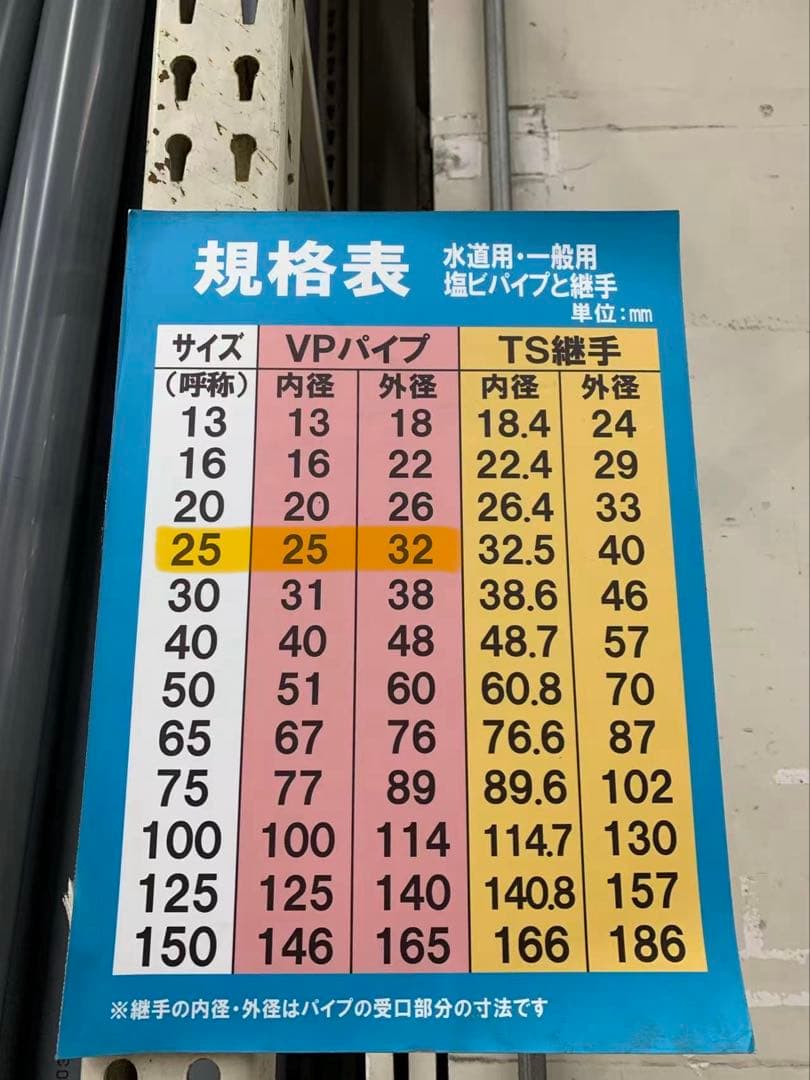 規格表
水道用・一般用
塩ビパイプと継手
単位:mm
サイズ VPパイプ TS継手
(呼称) 内径 外径 内径 外径
13 13 18 18.4 24
16 16 22 22.4 29
20 20 26 26.4 33
25 25 32 32.5 40
30 31 38 38.6 46
40 40 48 48.7 57
50 51 60 60.8 70
65 67 76 76.6 87
75 77 89 89.6 102
100 100 114 114.7 130
125 125 140 140.8 157
150 146 165 166 186
※継手の内径・外径はパイプの受口部分の寸法です